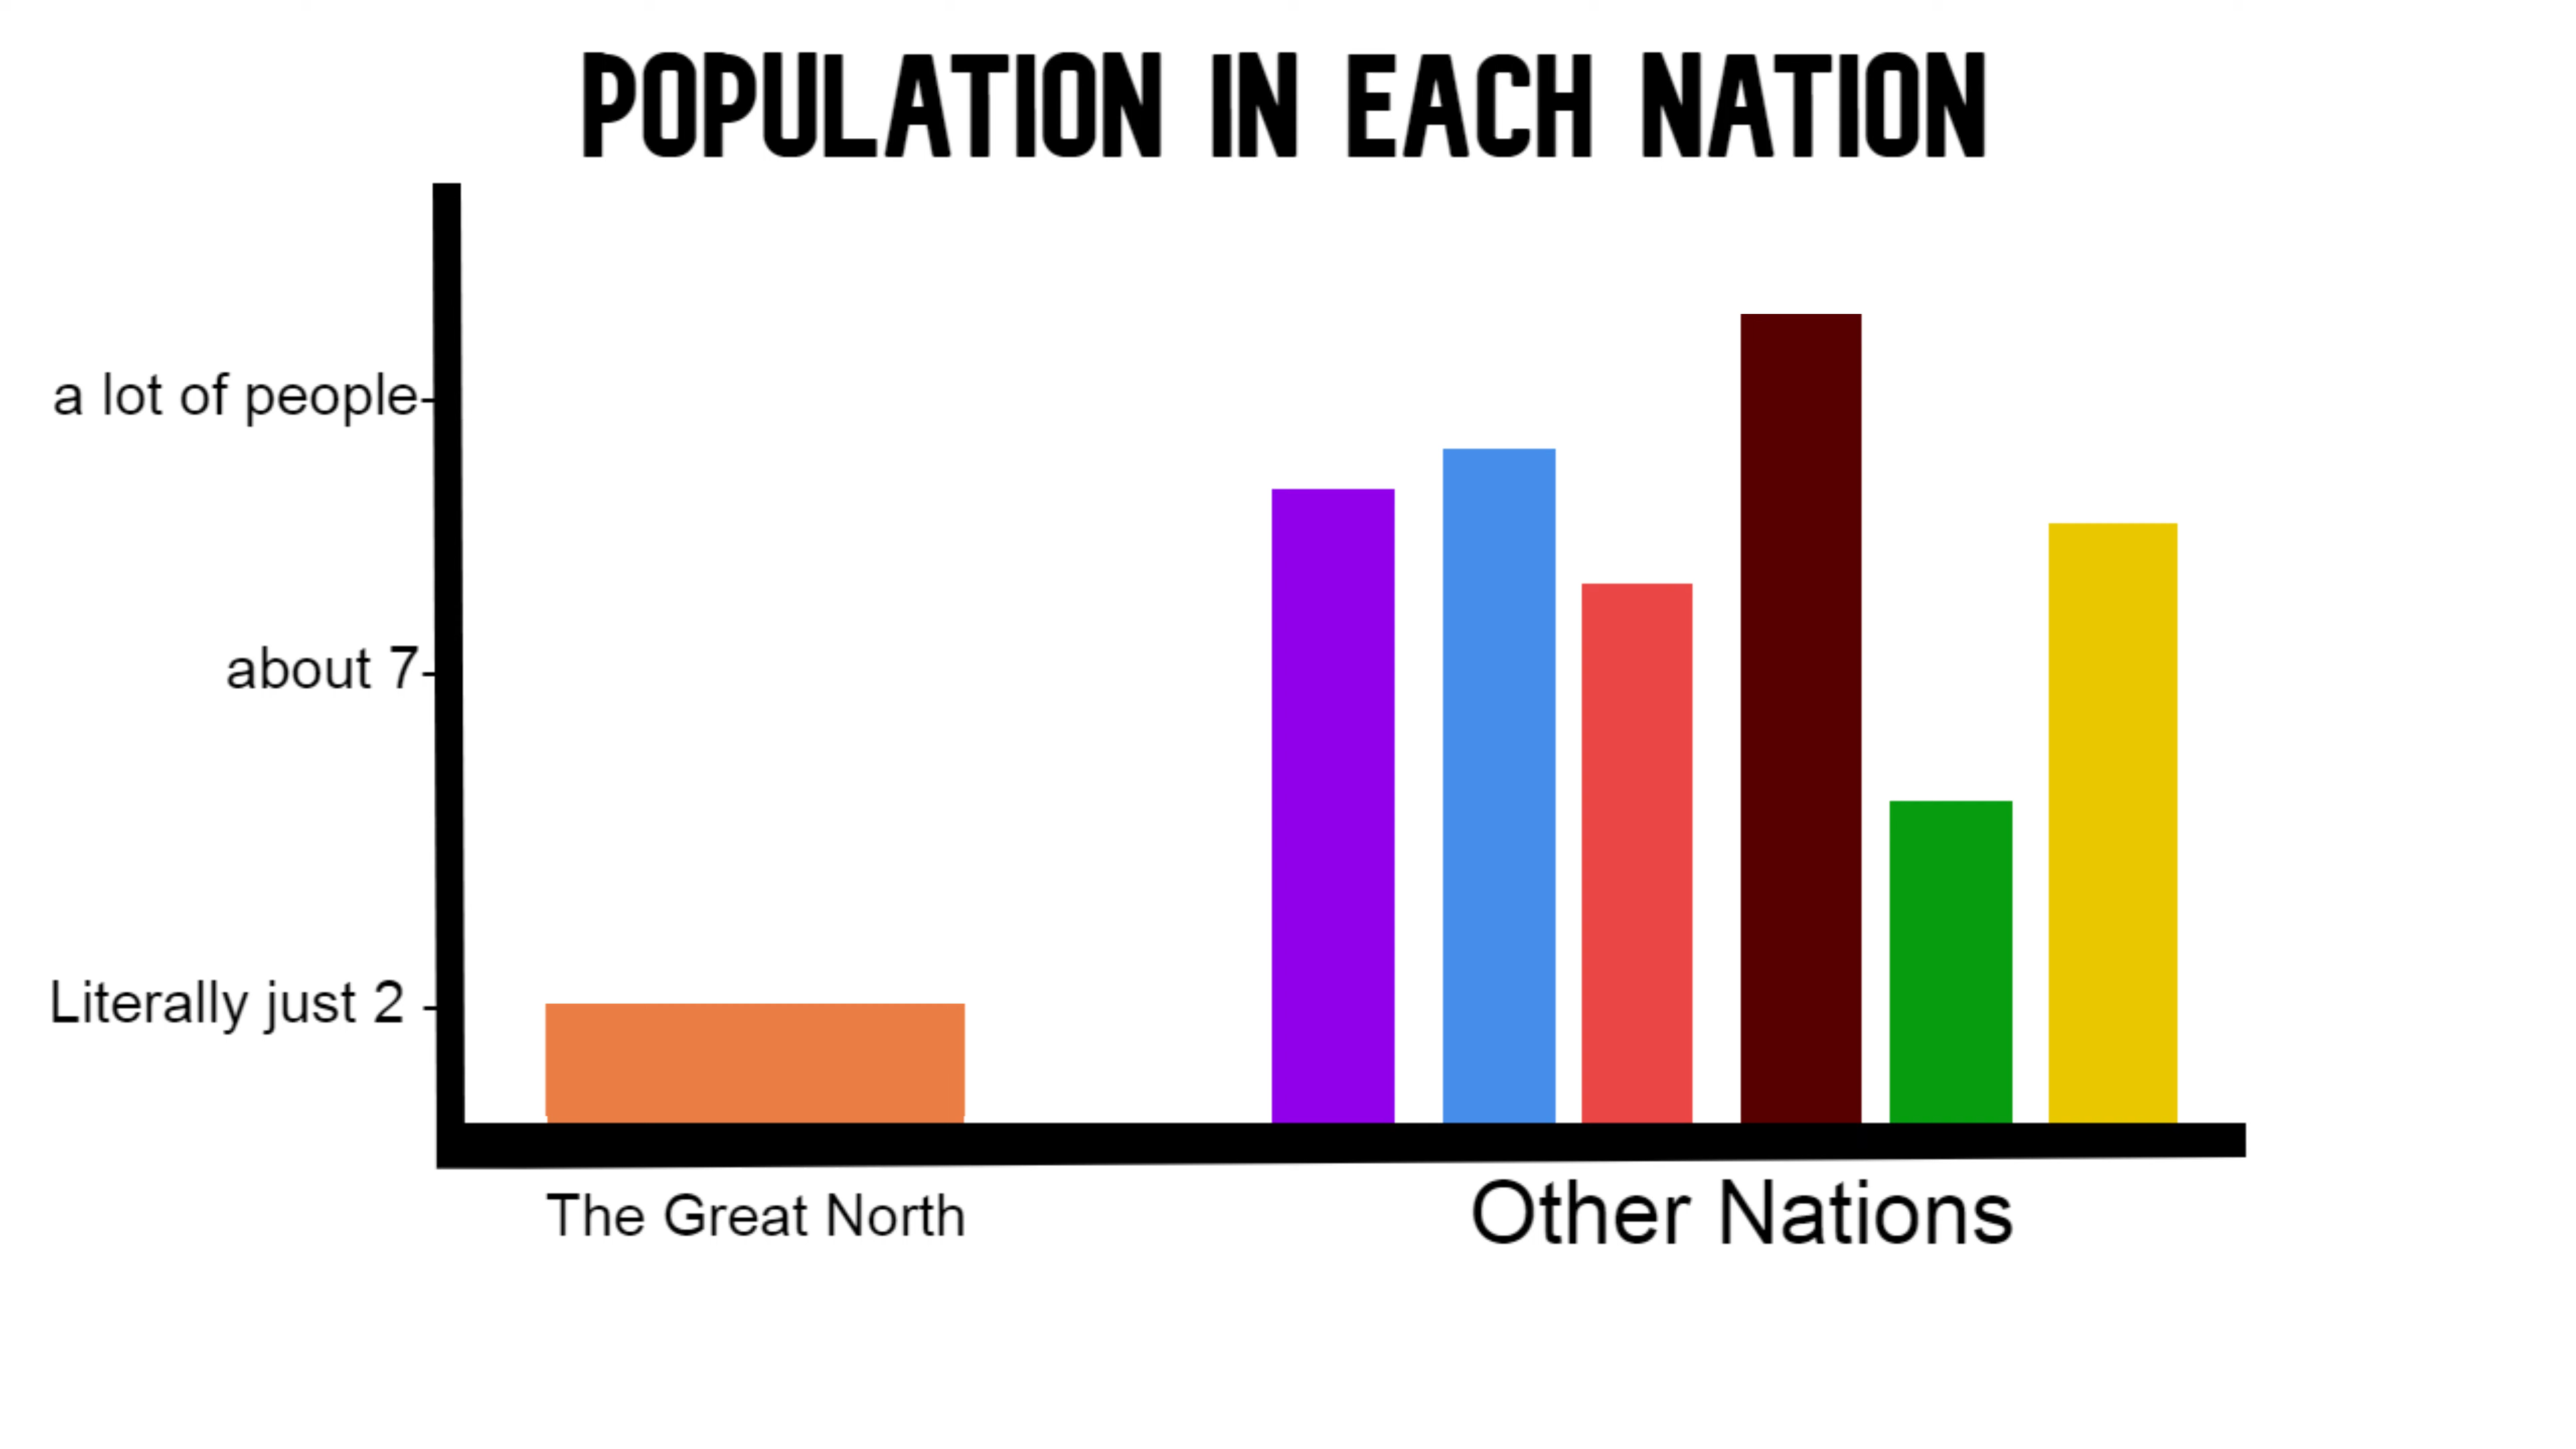 POPULATION IN EACH NATION
a lot of people
about 7
Literally just 2
The Great North
Other Nations